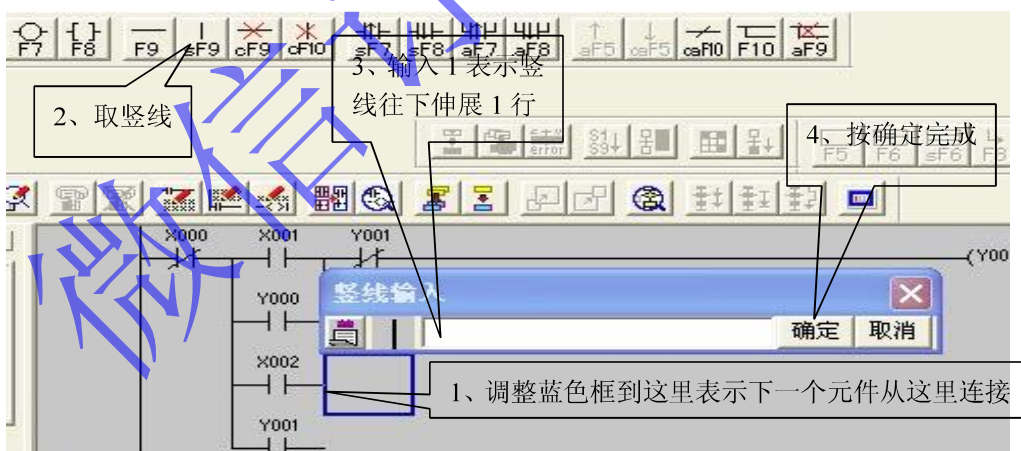 F7 F8 F9 sF9 cF9 cF10 sF7 sF8 aF7 aF8 aF5 caF5 caF10 F10 aF9
3、输入 1 表示竖
线往下伸展 1 行
2、取竖线
4、按确定完成
error
F5 F6 sF6 F8
X000 X001 Y001
(Y00
竖线输入
Y000
确定 取消
X002
1、调整蓝色框到这里表示下一个元件从这里连接
Y001
微信